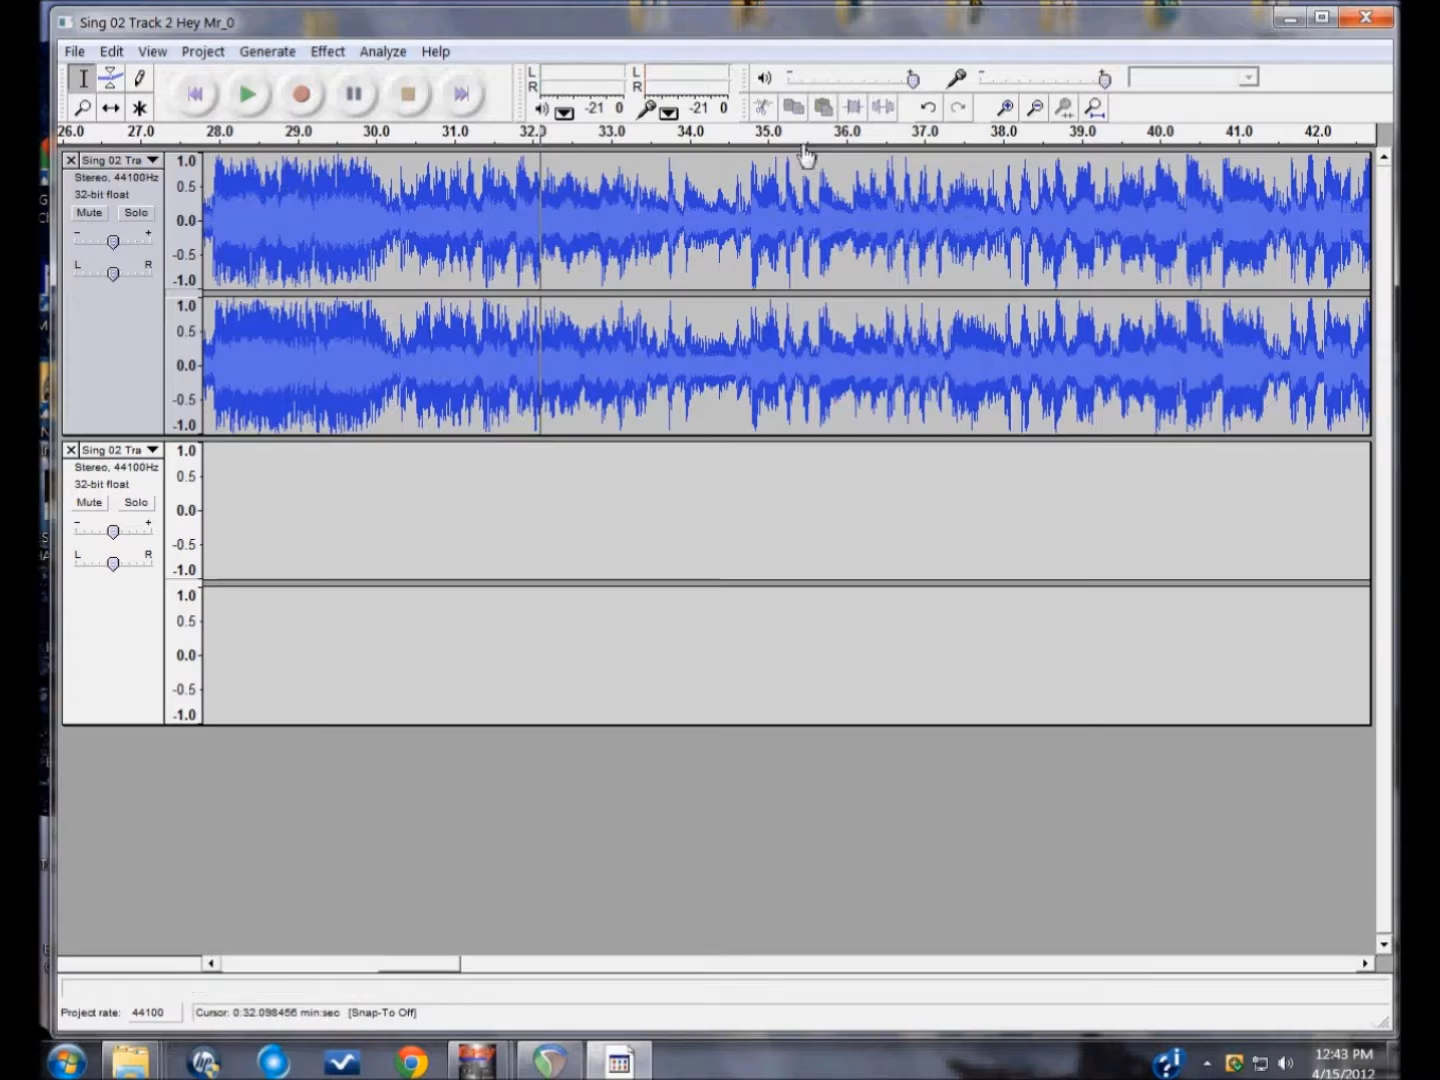 Sing 02 Track 2 Hey Mr_0
File Edit View Project Generate Effect Analyze Help
L R L R
-21 0 -21 0
26.0 27.0 28.0 29.0 30.0 31.0 32.0 33.0 34.0 35.0 36.0 37.0 38.0 39.0 40.0 41.0 42.0
Sing 02 Tra
Stereo, 44100Hz
32-bit float
Mute Solo
- +
L R
1.0
0.5
0.0
-0.5
-1.0
1.0
0.5
0.0
-0.5
-1.0
Sing 02 Tra
Stereo, 44100Hz
32-bit float
Mute Solo
- +
L R
1.0
0.5
0.0
-0.5
-1.0
1.0
0.5
0.0
-0.5
-1.0
Project rate: 44100 Cursor: 0:32.098456 min:sec [Snap-To Off]
12:43 PM
4/15/2012